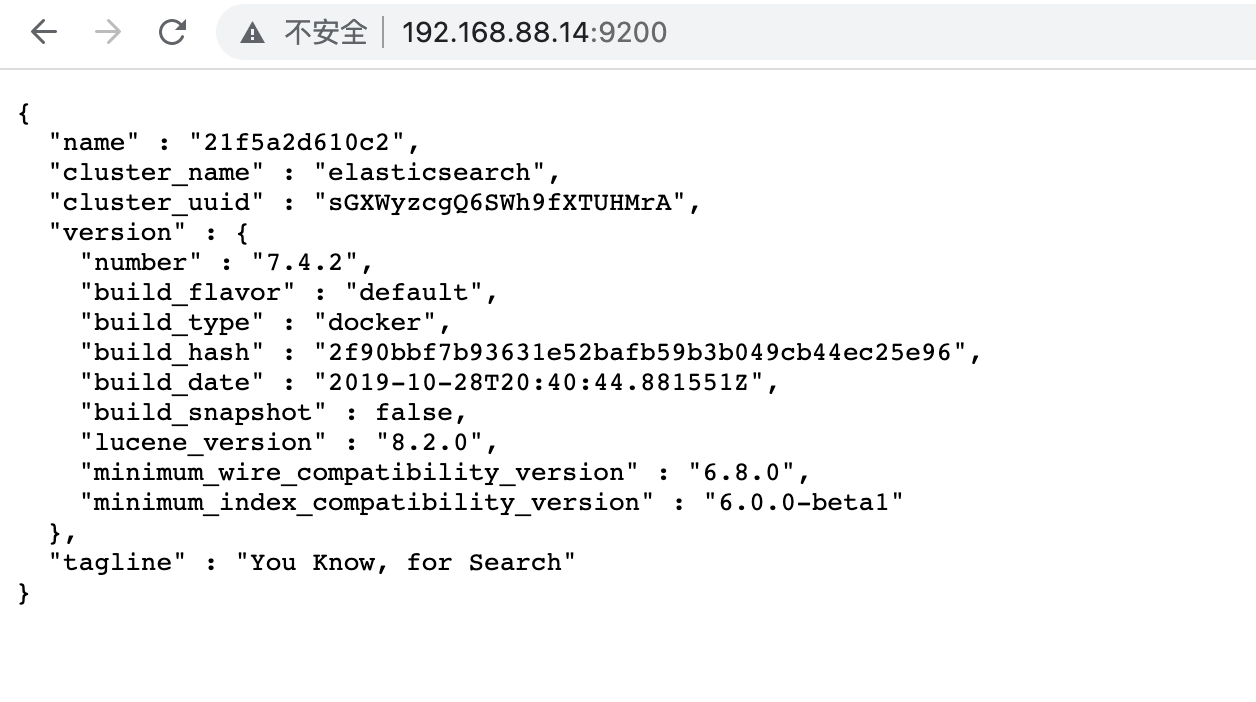 不安全 | 192.168.88.14:9200
{
  "name" : "21f5a2d610c2",
  "cluster_name" : "elasticsearch",
  "cluster_uuid" : "sGXWyzcgQ6SWh9fXTUHMrA",
  "version" : {
    "number" : "7.4.2",
    "build_flavor" : "default",
    "build_type" : "docker",
    "build_hash" : "2f90bbf7b93631e52bafb59b3b049cb44ec25e96",
    "build_date" : "2019-10-28T20:40:44.881551Z",
    "build_snapshot" : false,
    "lucene_version" : "8.2.0",
    "minimum_wire_compatibility_version" : "6.8.0",
    "minimum_index_compatibility_version" : "6.0.0-beta1"
  },
  "tagline" : "You Know, for Search"
}